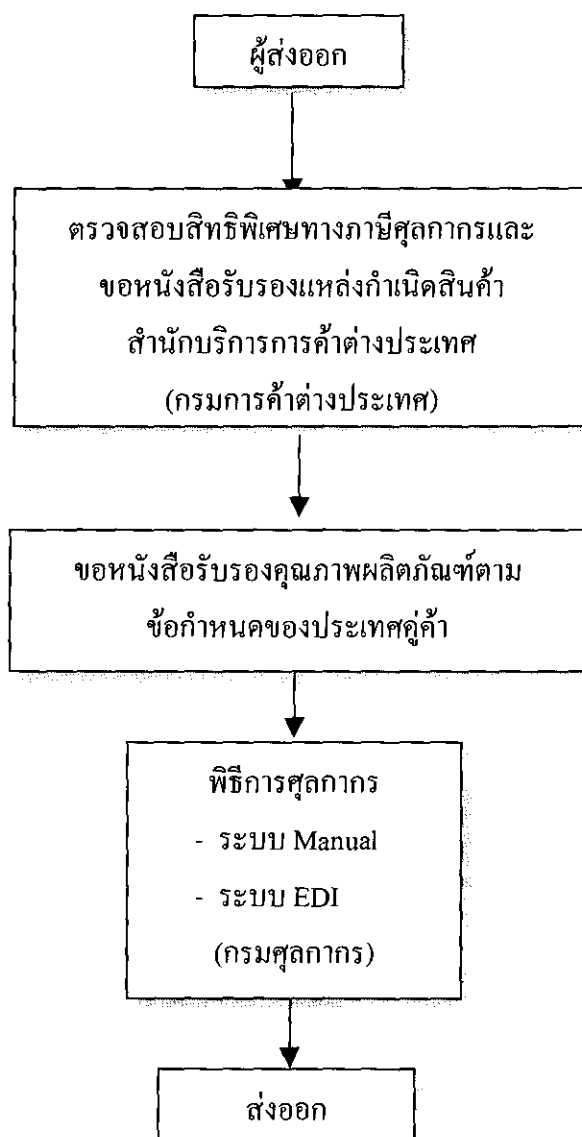 ผู้ส่งออก
ตรวจสอบสิทธิพิเศษทางภาษีศุลกากรและ
ขอหนังสือรับรองแหล่งกำเนิดสินค้า
สำนักบริการการค้าต่างประเทศ
(กรมการค้าต่างประเทศ)
ขอหนังสือรับรองคุณภาพผลิตภัณฑ์ตาม
ข้อกำหนดของประเทศคู่ค้า
พิธีการศุลกากร
- ระบบ Manual
- ระบบ EDI
(กรมศุลกากร)
ส่งออก